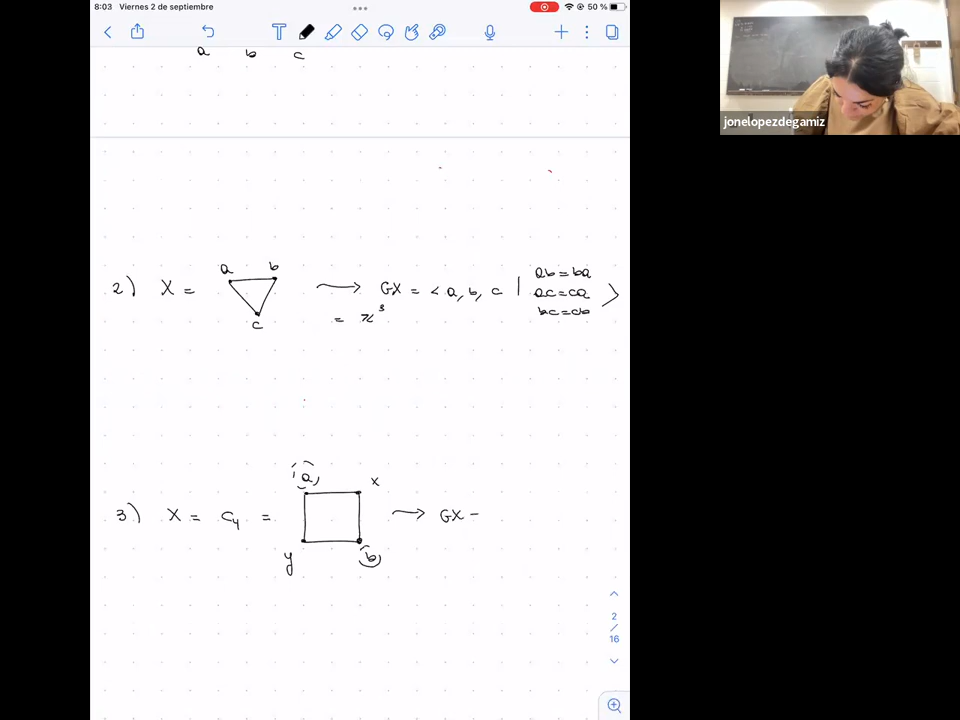 8:03 Viernes 2 de septiembre
50 %
jonelopezdegamiz
a b c
a b
2) X = → GX = < a, b, c | ab = ba
ac = ca >
bc = cb
= ℤ³
c
(a) x
3) X = C₄ = → GX =
y (b)
2
/
16